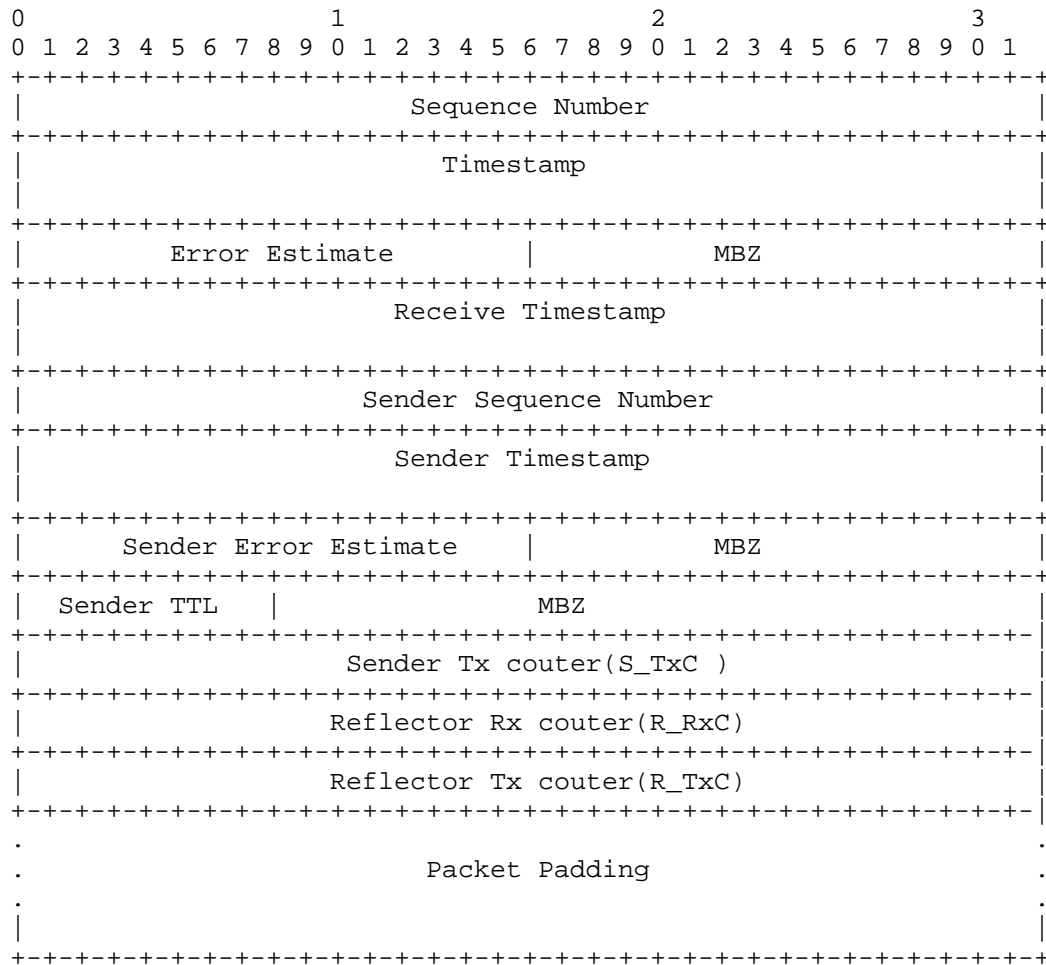 0                   1                   2                   3
0 1 2 3 4 5 6 7 8 9 0 1 2 3 4 5 6 7 8 9 0 1 2 3 4 5 6 7 8 9 0 1
+-+-+-+-+-+-+-+-+-+-+-+-+-+-+-+-+-+-+-+-+-+-+-+-+-+-+-+-+-+-+-+-+
|                        Sequence Number                        |
+-+-+-+-+-+-+-+-+-+-+-+-+-+-+-+-+-+-+-+-+-+-+-+-+-+-+-+-+-+-+-+-+
|                          Timestamp                            |
|                                                               |
+-+-+-+-+-+-+-+-+-+-+-+-+-+-+-+-+-+-+-+-+-+-+-+-+-+-+-+-+-+-+-+-+
|         Error Estimate        |           MBZ                 |
+-+-+-+-+-+-+-+-+-+-+-+-+-+-+-+-+-+-+-+-+-+-+-+-+-+-+-+-+-+-+-+-+
|                       Receive Timestamp                       |
|                                                               |
+-+-+-+-+-+-+-+-+-+-+-+-+-+-+-+-+-+-+-+-+-+-+-+-+-+-+-+-+-+-+-+-+
|                     Sender Sequence Number                    |
+-+-+-+-+-+-+-+-+-+-+-+-+-+-+-+-+-+-+-+-+-+-+-+-+-+-+-+-+-+-+-+-+
|                       Sender Timestamp                        |
|                                                               |
+-+-+-+-+-+-+-+-+-+-+-+-+-+-+-+-+-+-+-+-+-+-+-+-+-+-+-+-+-+-+-+-+
|      Sender Error Estimate    |           MBZ                 |
+-+-+-+-+-+-+-+-+-+-+-+-+-+-+-+-+-+-+-+-+-+-+-+-+-+-+-+-+-+-+-+-+
|  Sender TTL   |                MBZ                            |
+-+-+-+-+-+-+-+-+-+-+-+-+-+-+-+-+-+-+-+-+-+-+-+-+-+-+-+-+-+-+-+-|
|                    Sender Tx couter(S_TxC )                   |
+-+-+-+-+-+-+-+-+-+-+-+-+-+-+-+-+-+-+-+-+-+-+-+-+-+-+-+-+-+-+-+-|
|                   Reflector Rx couter(R_RxC)                  |
+-+-+-+-+-+-+-+-+-+-+-+-+-+-+-+-+-+-+-+-+-+-+-+-+-+-+-+-+-+-+-+-|
|                   Reflector Tx couter(R_TxC)                  |
+-+-+-+-+-+-+-+-+-+-+-+-+-+-+-+-+-+-+-+-+-+-+-+-+-+-+-+-+-+-+-+-|
.                                                               .
.                         Packet Padding                        .
.                                                               .
|                                                               |
+-+-+-+-+-+-+-+-+-+-+-+-+-+-+-+-+-+-+-+-+-+-+-+-+-+-+-+-+-+-+-+-+